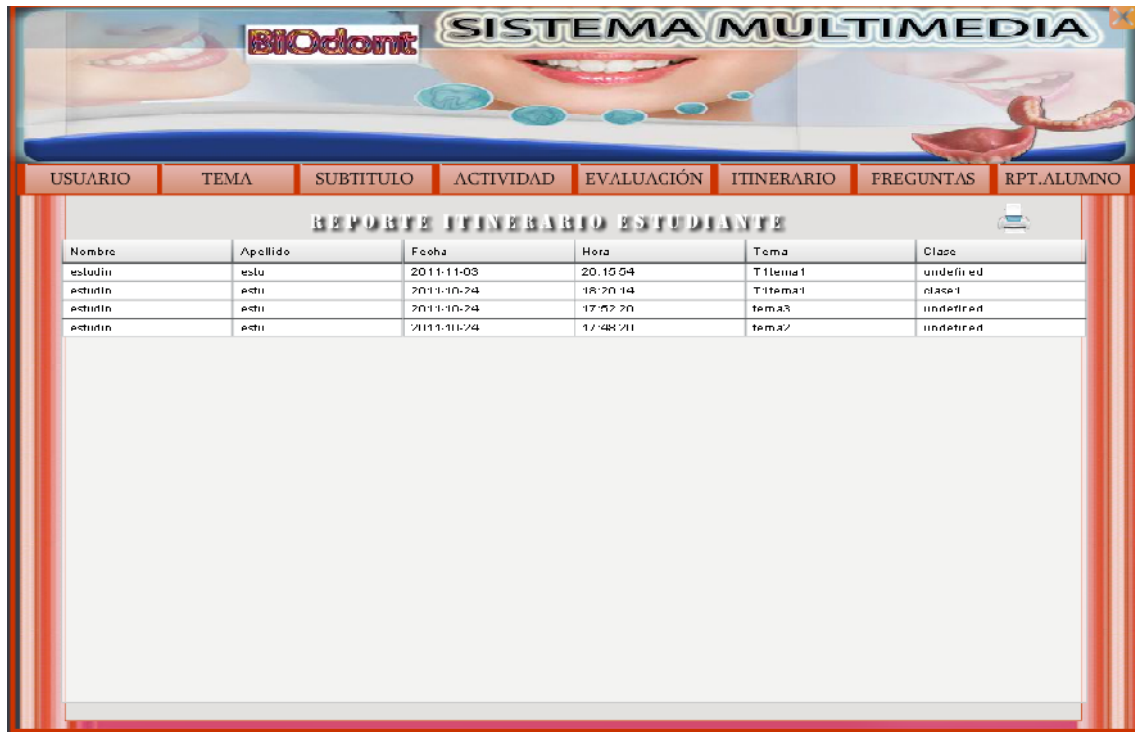 BIOdont SISTEMA MULTIMEDIA
USUARIO TEMA SUBTITULO ACTIVIDAD EVALUACIÓN ITINERARIO PREGUNTAS RPT.ALUMNO
REPORTE ITINERARIO ESTUDIANTE
Nombre Apellido Fecha Hora Tema Clase
estudin estu 2011-11-03 20:15:54 T1tema1 undefined
estudin estu 2011-10-24 18:20:14 T1tema1 clase1
estudin estu 2011-10-24 17:52:20 tema3 undefined
estudin estu 2011-10-24 17:48:20 tema2 undefined